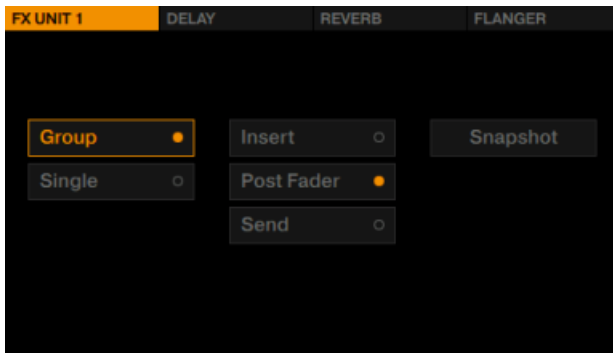 FX UNIT 1 DELAY REVERB FLANGER
Group Insert Snapshot
Single Post Fader
Send